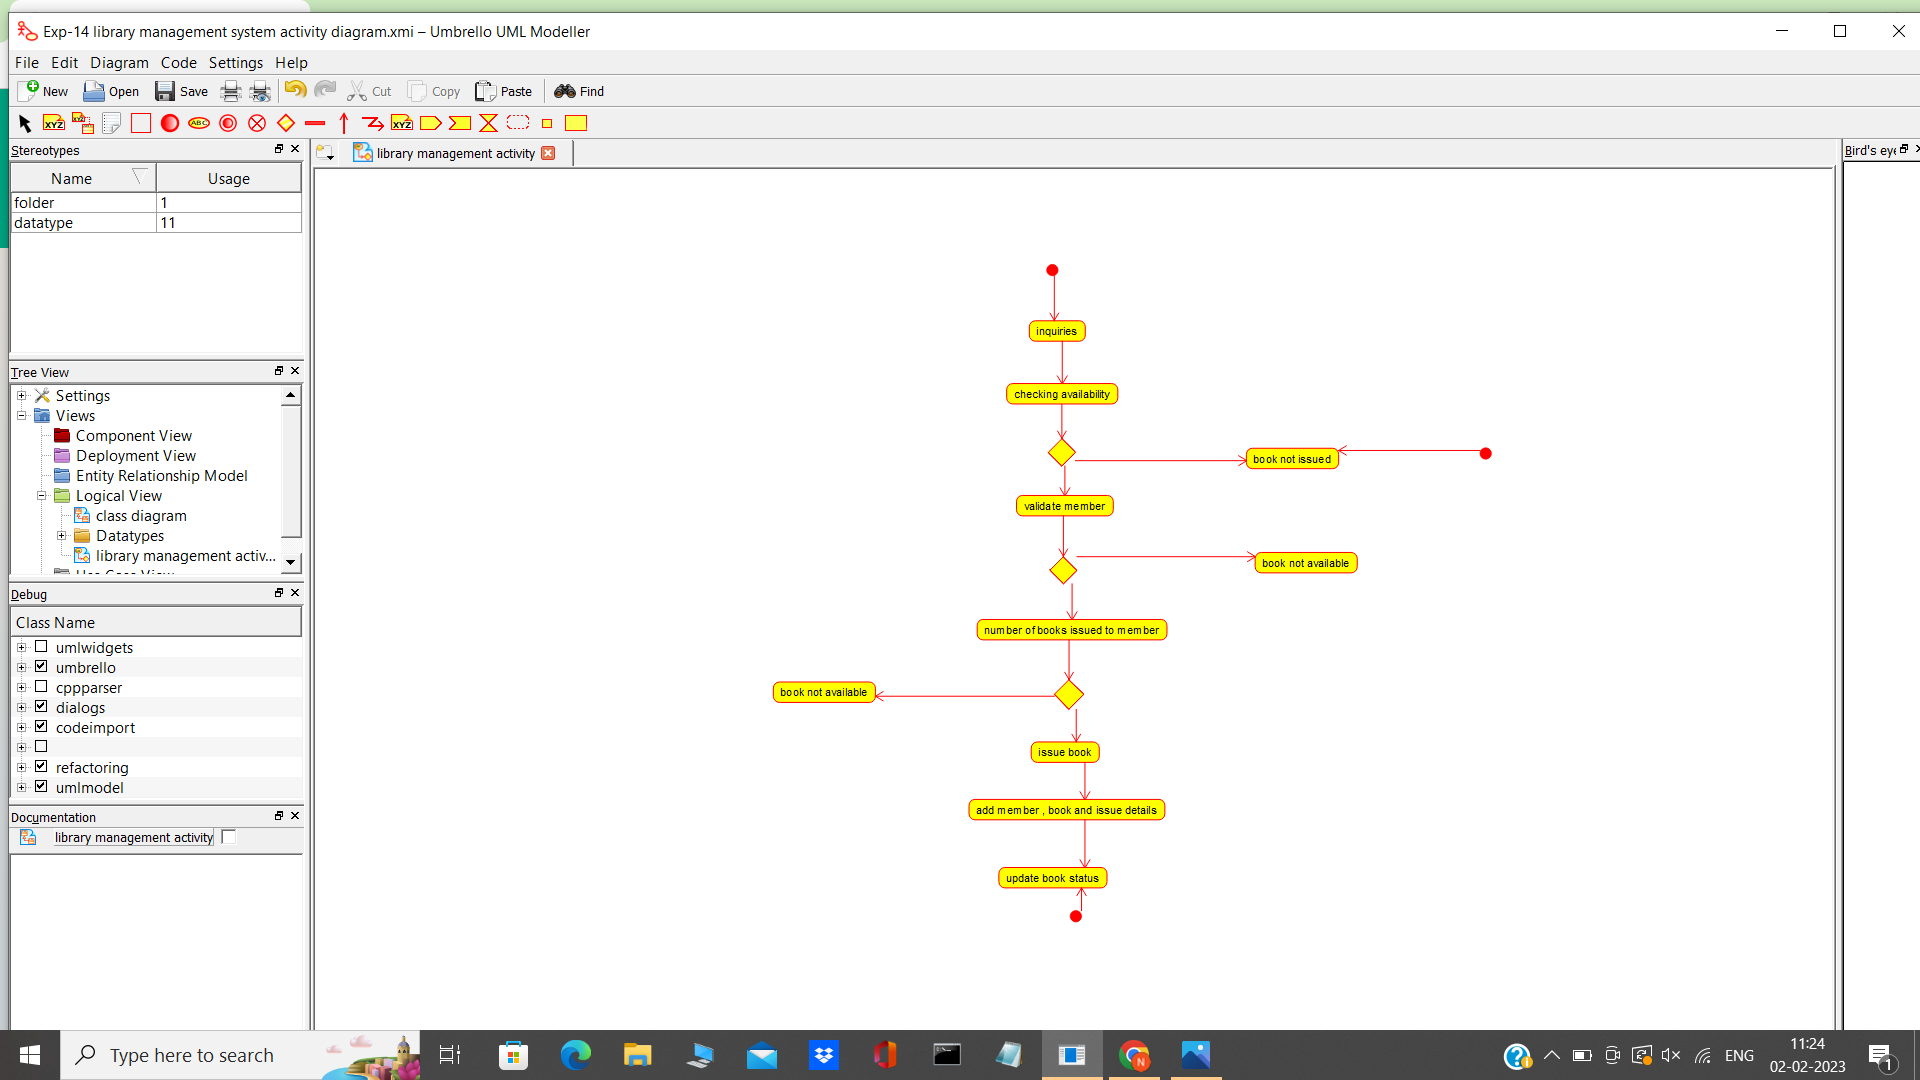 Exp-14 library management system activity diagram.xmi – Umbrello UML Modeller
File Edit Diagram Code Settings Help
New Open Save Cut Copy Paste Find
XYZ ABC XYZ
Stereotypes
Name Usage
folder 1
datatype 11
Tree View
Settings
Views
Component View
Deployment View
Entity Relationship Model
Logical View
class diagram
Datatypes
library management activ...
Debug
Class Name
umlwidgets
umbrello
cppparser
dialogs
codeimport
refactoring
umlmodel
Documentation
library management activity
library management activity
Bird's eye
inquiries
checking availability
book not issued
validate member
book not available
number of books issued to member
book not available
issue book
add member , book and issue details
update book status
Type here to search
ENG
11:24
02-02-2023
1